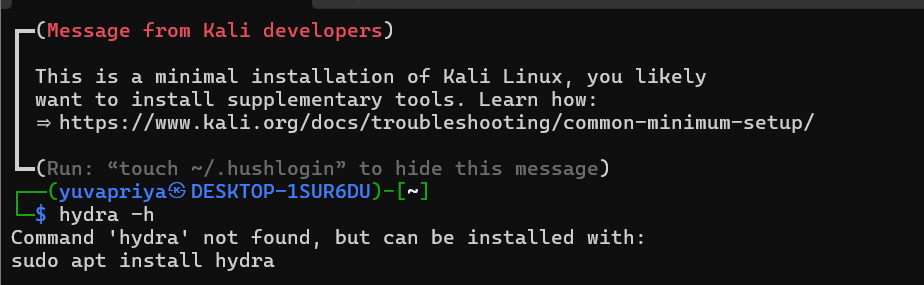 (Message from Kali developers)
This is a minimal installation of Kali Linux, you likely
want to install supplementary tools. Learn how:
⇒ https://www.kali.org/docs/troubleshooting/common-minimum-setup/
(Run: “touch ~/.hushlogin” to hide this message)
(yuvapriya㉿DESKTOP-1SUR6DU)-[~]
$ hydra -h
Command 'hydra' not found, but can be installed with:
sudo apt install hydra